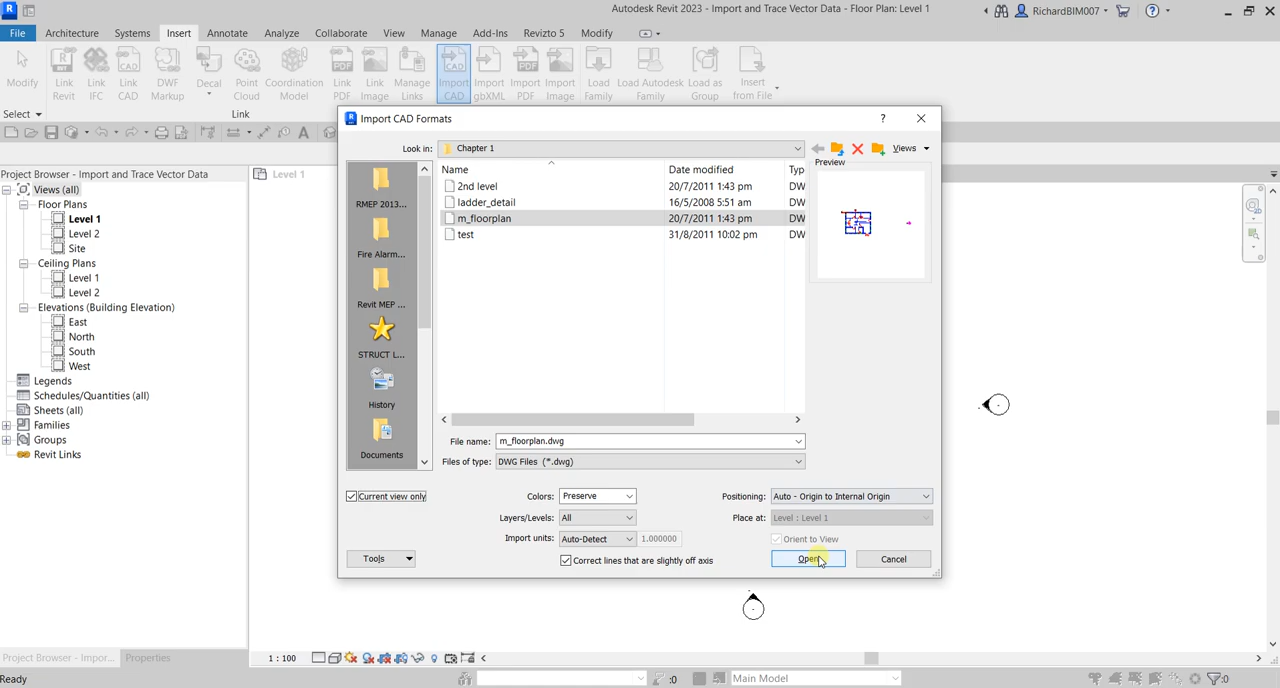 Autodesk Revit 2023 - Import and Trace Vector Data - Floor Plan: Level 1
RichardBIM007
File Architecture Systems Insert Annotate Analyze Collaborate View Manage Add-Ins Revizto 5 Modify
Modify
Link Revit
Link IFC
Link CAD
DWF Markup
Decal
Point Cloud
Coordination Model
Link PDF
Link Image
Manage Links
Import CAD
Import gbXML
Import PDF
Import Image
Load Family
Load Autodesk Family
Load as Group
Insert from File
Select
Link
Project Browser - Import and Trace Vector Data
Views (all)
Floor Plans
Level 1
Level 2
Site
Ceiling Plans
Level 1
Level 2
Elevations (Building Elevation)
East
North
South
West
Legends
Schedules/Quantities (all)
Sheets (all)
Families
Groups
Revit Links
Level 1
Import CAD Formats
Look in: Chapter 1
Views
RMEP 2013...
Fire Alarm...
Revit MEP ...
STRUCT L...
History
Documents
Name Date modified Typ
2nd level 20/7/2011 1:43 pm DW
ladder_detail 16/5/2008 5:51 am DW
m_floorplan 20/7/2011 1:43 pm DW
test 31/8/2011 10:02 pm DW
Preview
File name: m_floorplan.dwg
Files of type: DWG Files (*.dwg)
Current view only
Colors: Preserve
Layers/Levels: All
Import units: Auto-Detect 1.000000
Correct lines that are slightly off axis
Positioning: Auto - Origin to Internal Origin
Place at: Level : Level 1
Orient to View
Tools
Open
Cancel
Project Browser - Impor... Properties
1 : 100
Ready
:0
Main Model
:0